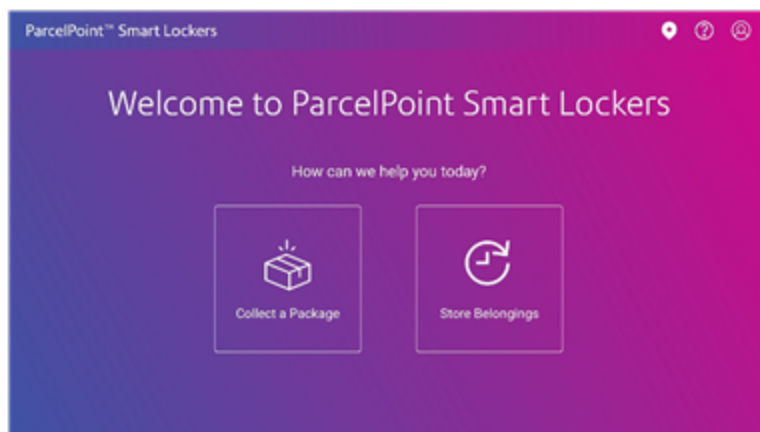 ParcelPoint™ Smart Lockers
Welcome to ParcelPoint Smart Lockers
How can we help you today?
Collect a Package
Store Belongings